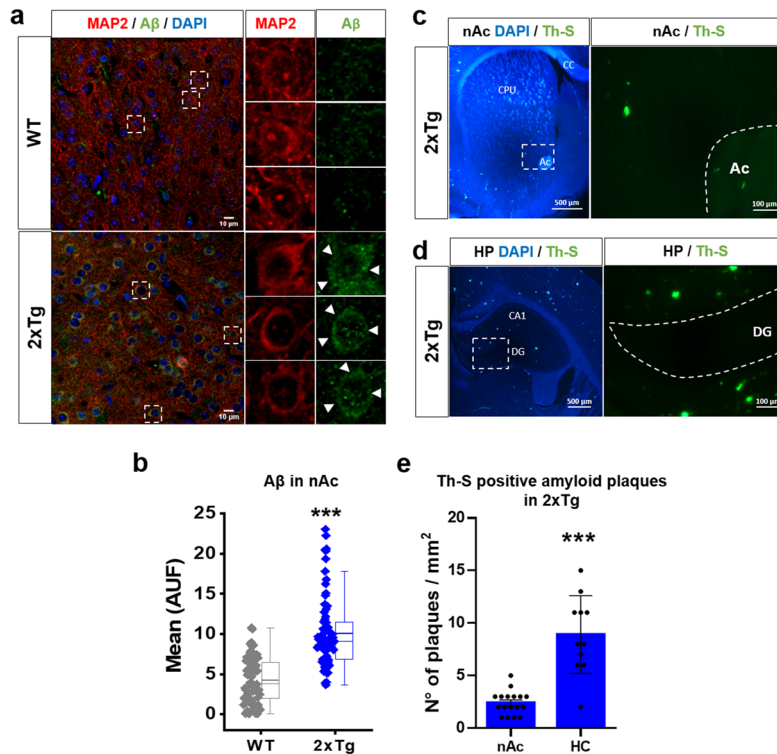 a
MAP2 / Aβ / DAPI
MAP2
Aβ
WT
10 µm
2xTg
10 µm
c
nAc DAPI / Th-S
nAc / Th-S
2xTg
CC
CPU
Ac
500 µm
Ac
100 µm
d
HP DAPI / Th-S
HP / Th-S
2xTg
CA1
DG
500 µm
DG
100 µm
b
Aβ in nAc
***
Mean (AUF)
25
20
15
10
5
0
WT
2xTg
e
Th-S positive amyloid plaques
in 2xTg
***
N° of plaques / mm²
20
15
10
5
0
nAc
HC